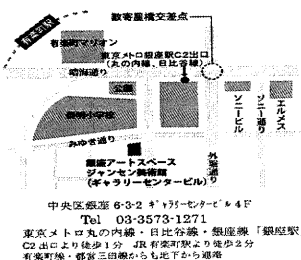 数寄屋橋交差点
有楽町駅
有楽町マリオン
東京メトロ銀座駅C2出口
(丸の内線、日比谷線)
晴海通り
公園
泰明小学校
みゆき通り
外堀通り
ソニービル
ソニー通り
エルメス
銀座アートスペース
ジャンセン美術館
(ギャラリーセンタービル)
中央区銀座 6-3-2 ギャラリーセンタービル 4F
Tel 03-3573-1271
東京メトロ丸の内線・日比谷線・銀座線「銀座駅
C2出口より徒歩1分 JR有楽町駅より徒歩2分
有楽町線・都営三田線からも地下から連絡